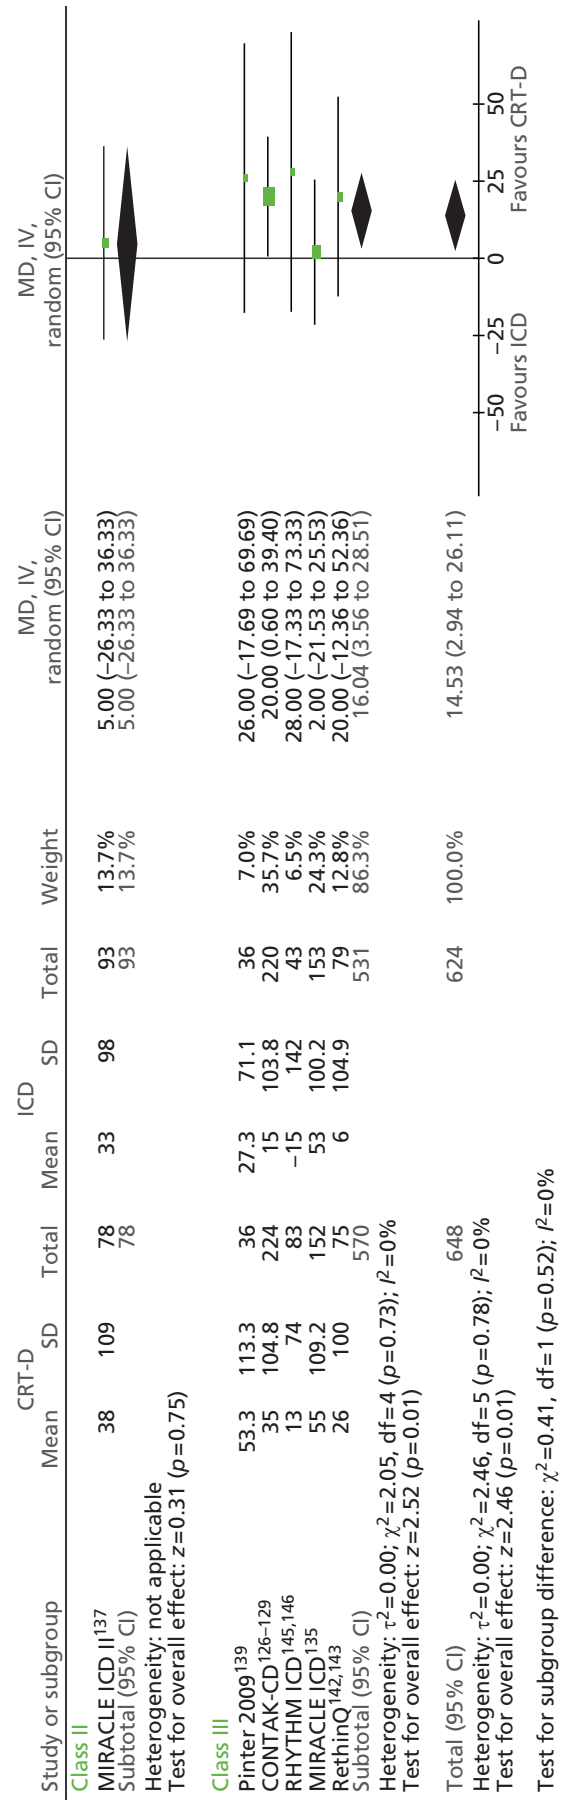 CRT-D ICD MD, IV, MD, IV,
Study or subgroup Mean SD Total Mean SD Total Weight random (95% CI) random (95% CI)
Class II
MIRACLE ICD II137 38 109 78 33 98 93 13.7% 5.00 (−26.33 to 36.33)
Subtotal (95% CI) 78 93 13.7% 5.00 (−26.33 to 36.33)
Heterogeneity: not applicable
Test for overall effect: z=0.31 (p=0.75)
Class III
Pinter 2009139 53.3 113.3 36 27.3 71.1 36 7.0% 26.00 (−17.69 to 69.69)
CONTAK-CD126–129 35 104.8 224 15 103.8 220 35.7% 20.00 (0.60 to 39.40)
RHYTHM ICD145,146 13 74 83 −15 142 43 6.5% 28.00 (−17.33 to 73.33)
MIRACLE ICD135 55 109.2 152 53 100.2 153 24.3% 2.00 (−21.53 to 25.53)
RethinQ142,143 26 100 75 6 104.9 79 12.8% 20.00 (−12.36 to 52.36)
Subtotal (95% CI) 570 531 86.3% 16.04 (3.56 to 28.51)
Heterogeneity: τ2=0.00; χ2=2.05, df=4 (p=0.73); I2=0%
Test for overall effect: z=2.52 (p=0.01)
Total (95% CI) 648 624 100.0% 14.53 (2.94 to 26.11)
Heterogeneity: τ2=0.00; χ2=2.46, df=5 (p=0.78); I2=0%
Test for overall effect: z=2.46 (p=0.01)
Test for subgroup difference: χ2=0.41, df=1 (p=0.52); I2=0%
−50 −25 0 25 50
Favours ICD Favours CRT-D